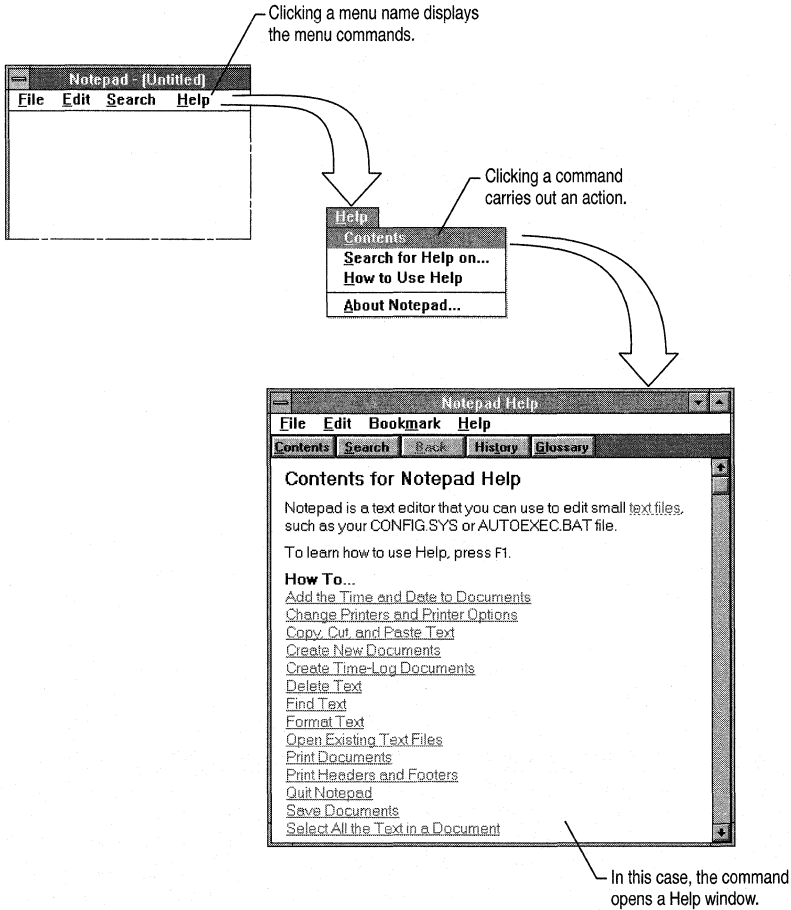 Clicking a menu name displays
the menu commands.
Notepad - [Untitled]
File Edit Search Help
Clicking a command
carries out an action.
Help
Contents
Search for Help on...
How to Use Help
About Notepad...
Notepad Help
File Edit Bookmark Help
Contents Search Back History Glossary
Contents for Notepad Help
Notepad is a text editor that you can use to edit small text files,
such as your CONFIG.SYS or AUTOEXEC.BAT file.
To learn how to use Help, press F1.
How To...
Add the Time and Date to Documents
Change Printers and Printer Options
Copy, Cut, and Paste Text
Create New Documents
Create Time-Log Documents
Delete Text
Find Text
Format Text
Open Existing Text Files
Print Documents
Print Headers and Footers
Quit Notepad
Save Documents
Select All the Text in a Document
In this case, the command
opens a Help window.